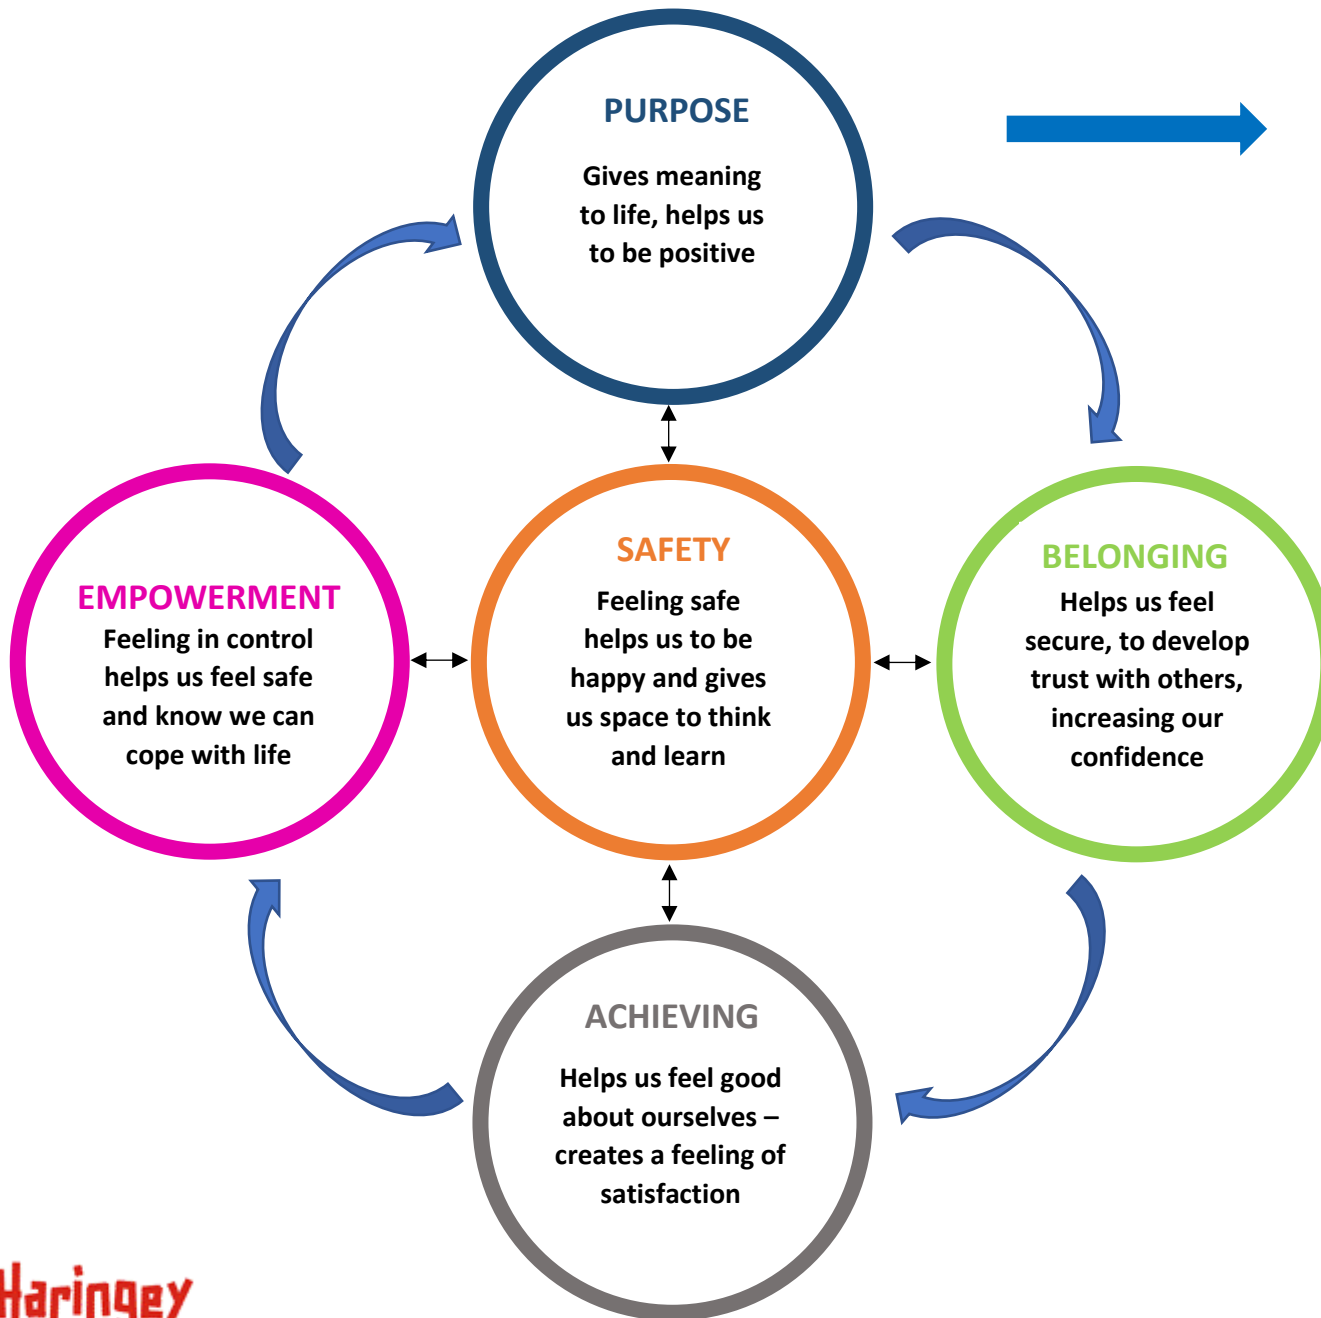 PURPOSE
Gives meaning
to life, helps us
to be positive
EMPOWERMENT
Feeling in control
helps us feel safe
and know we can
cope with life
SAFETY
Feeling safe
helps us to be
happy and gives
us space to think
and learn
BELONGING
Helps us feel
secure, to develop
trust with others,
increasing our
confidence
ACHIEVING
Helps us feel good
about ourselves –
creates a feeling of
satisfaction
Haringey